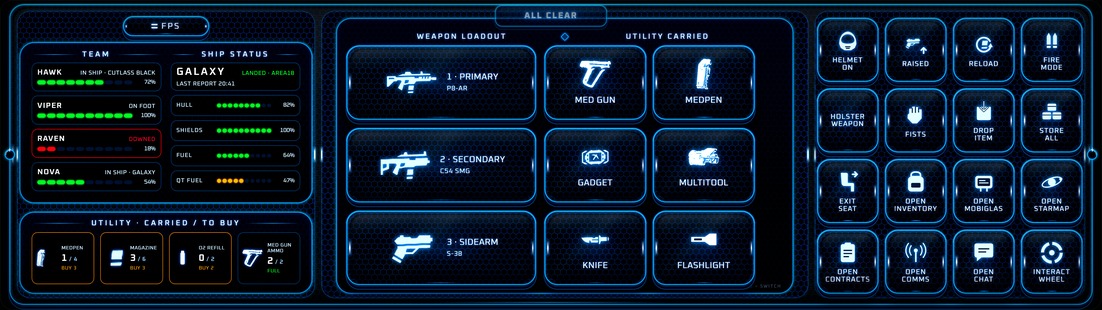 FPS
ALL CLEAR
TEAM
HAWK IN SHIP · CUTLASS BLACK
72%
VIPER ON FOOT
100%
RAVEN DOWNED
18%
NOVA IN SHIP · GALAXY
54%
SHIP STATUS
GALAXY LANDED · AREA18
LAST REPORT 20:41
HULL 82%
SHIELDS 100%
FUEL 64%
QT FUEL 47%
UTILITY · CARRIED / TO BUY
MEDPEN
1 / 4
BUY 3
MAGAZINE
3 / 6
BUY 3
O2 REFILL
0 / 2
BUY 2
MED GUN
AMMO
2 / 2
FULL
WEAPON LOADOUT
1 · PRIMARY
P8-AR
2 · SECONDARY
C54 SMG
3 · SIDEARM
S-38
UTILITY CARRIED
MED GUN
MEDPEN
GADGET
MULTITOOL
KNIFE
FLASHLIGHT
SWITCH
HELMET
ON
RAISED
RELOAD
FIRE
MODE
HOLSTER
WEAPON
FISTS
DROP
ITEM
STORE
ALL
EXIT
SEAT
OPEN
INVENTORY
OPEN
MOBIGLAS
OPEN
STARMAP
OPEN
CONTRACTS
OPEN
COMMS
OPEN
CHAT
INTERACT
WHEEL